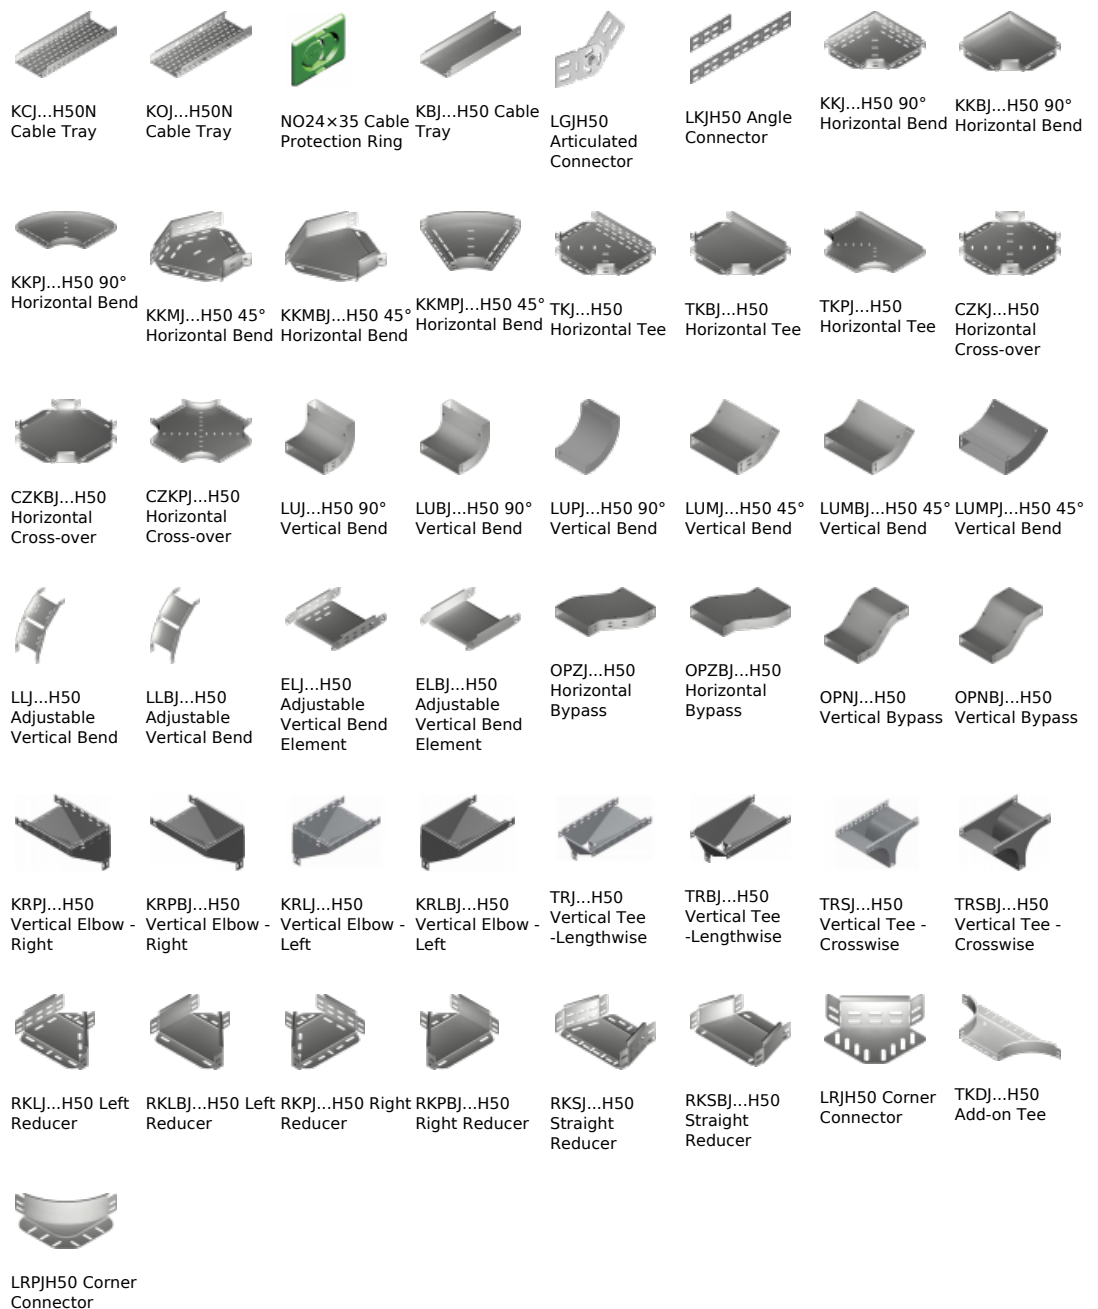 KCJ...H50N
Cable Tray
KOJ...H50N
Cable Tray
NO24×35 Cable
Protection Ring
KBJ...H50 Cable
Tray
LGJH50
Articulated
Connector
LKJH50 Angle
Connector
KKJ...H50 90°
Horizontal Bend
KKBJ...H50 90°
Horizontal Bend
KKPJ...H50 90°
Horizontal Bend
KKMJ...H50 45°
Horizontal Bend
KKMBJ...H50 45°
Horizontal Bend
KKMPJ...H50 45°
Horizontal Bend
TKJ...H50
Horizontal Tee
TKBJ...H50
Horizontal Tee
TKPJ...H50
Horizontal Tee
CZKJ...H50
Horizontal
Cross-over
CZKBJ...H50
Horizontal
Cross-over
CZKPJ...H50
Horizontal
Cross-over
LUJ...H50 90°
Vertical Bend
LUBJ...H50 90°
Vertical Bend
LUPJ...H50 90°
Vertical Bend
LUMJ...H50 45°
Vertical Bend
LUMBJ...H50 45°
Vertical Bend
LUMPJ...H50 45°
Vertical Bend
LLJ...H50
Adjustable
Vertical Bend
LLBJ...H50
Adjustable
Vertical Bend
ELJ...H50
Adjustable
Vertical Bend
Element
ELBJ...H50
Adjustable
Vertical Bend
Element
OPZJ...H50
Horizontal
Bypass
OPZBJ...H50
Horizontal
Bypass
OPNJ...H50
Vertical Bypass
OPNBJ...H50
Vertical Bypass
KRPJ...H50
Vertical Elbow -
Right
KRPBJ...H50
Vertical Elbow -
Right
KRLJ...H50
Vertical Elbow -
Left
KRLBJ...H50
Vertical Elbow -
Left
TRJ...H50
Vertical Tee
-Lengthwise
TRBJ...H50
Vertical Tee
-Lengthwise
TRSJ...H50
Vertical Tee -
Crosswise
TRSBJ...H50
Vertical Tee -
Crosswise
RKLJ...H50 Left
Reducer
RKLBJ...H50 Left
Reducer
RKPJ...H50 Right
Reducer
RKPBJ...H50
Right Reducer
RKSJ...H50
Straight
Reducer
RKSBJ...H50
Straight
Reducer
LRJH50 Corner
Connector
TKDJ...H50
Add-on Tee
LRPJH50 Corner
Connector